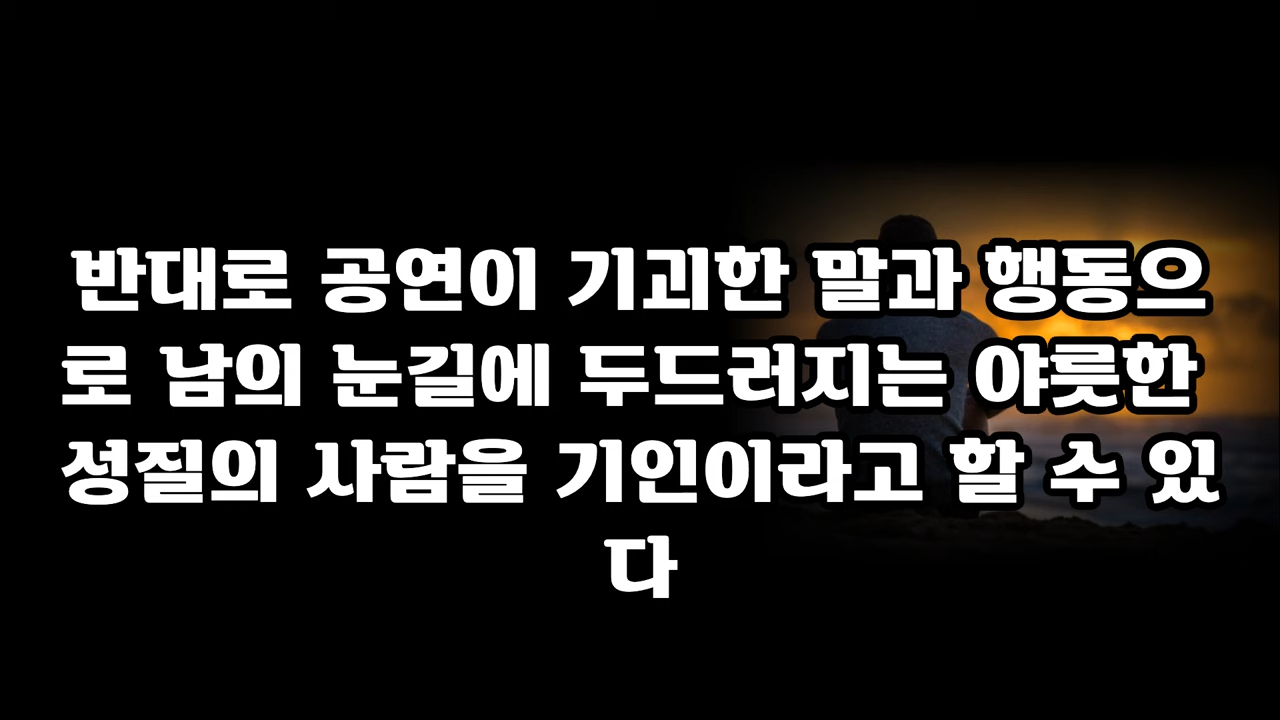 반대로 공연이 기괴한 말과 행동으
로 남의 눈길에 두드러지는 야릇한
성질의 사람을 기인이라고 할 수 있
다